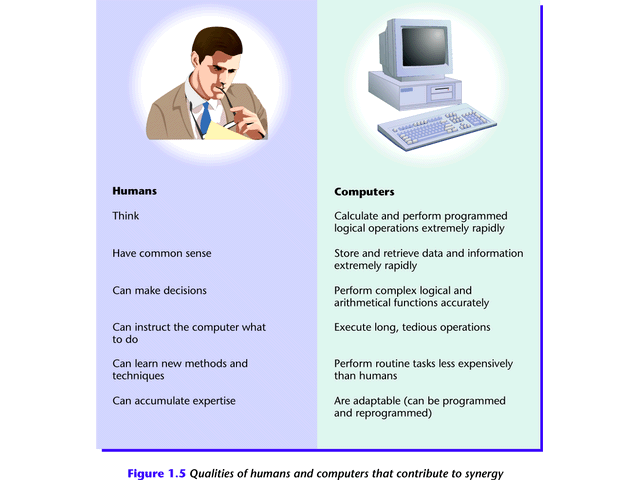 Humans
Computers
Think
Calculate and perform programmed
logical operations extremely rapidly
Have common sense
Store and retrieve data and information
extremely rapidly
Can make decisions
Perform complex logical and
arithmetical functions accurately
Can instruct the computer what
to do
Execute long, tedious operations
Can learn new methods and
techniques
Perform routine tasks less expensively
than humans
Can accumulate expertise
Are adaptable (can be programmed
and reprogrammed)
Figure 1.5 Qualities of humans and computers that contribute to synergy